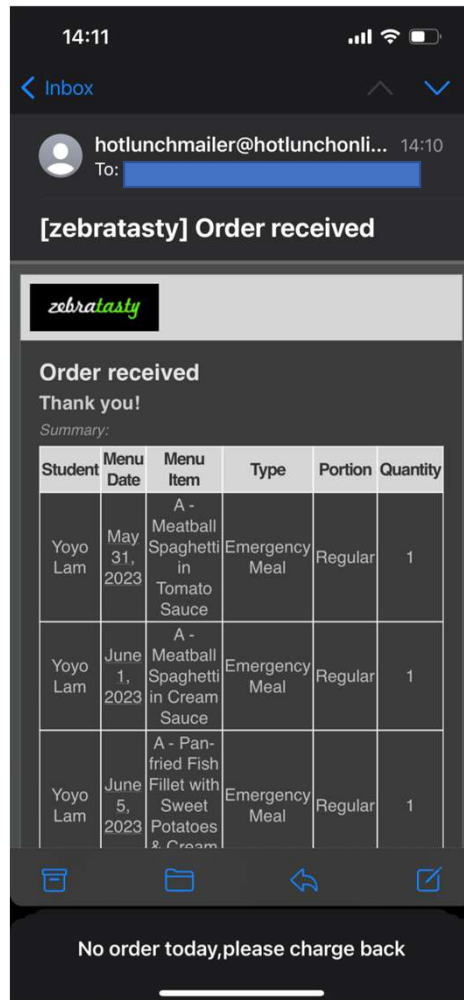 14:11
Inbox
hotlunchmailer@hotlunchonli... 14:10
To:
[zebratasty] Order received
zebratasty
Order received
Thank you!
Summary:
Student Menu Date Menu Item Type Portion Quantity
Yoyo Lam May 31, 2023 A - Meatball Spaghetti in Tomato Sauce Emergency Meal Regular 1
Yoyo Lam June 1, 2023 A - Meatball Spaghetti in Cream Sauce Emergency Meal Regular 1
Yoyo Lam June 5, 2023 A - Pan-fried Fish Fillet with Sweet Potatoes & Cream Emergency Meal Regular 1
No order today,please charge back